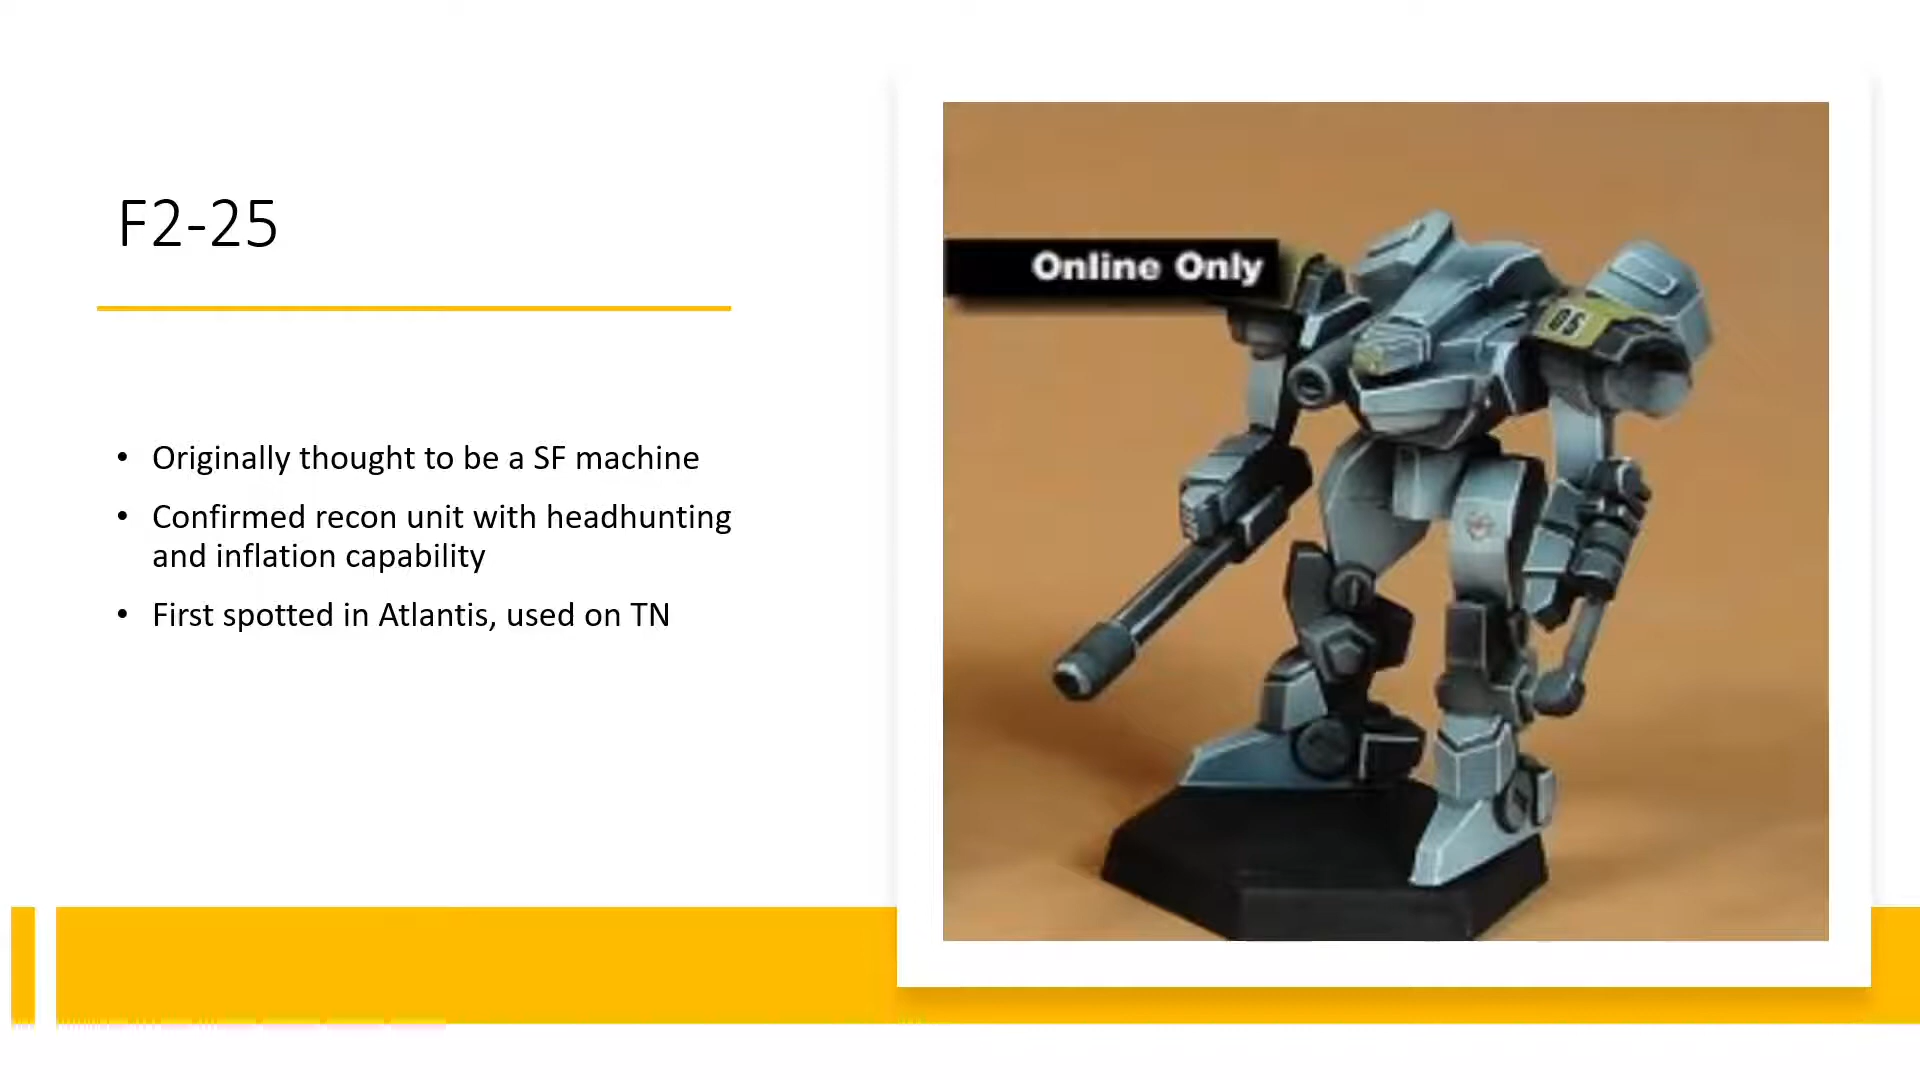 F2-25
• Originally thought to be a SF machine
• Confirmed recon unit with headhunting
and inflation capability
• First spotted in Atlantis, used on TN
Online Only
05